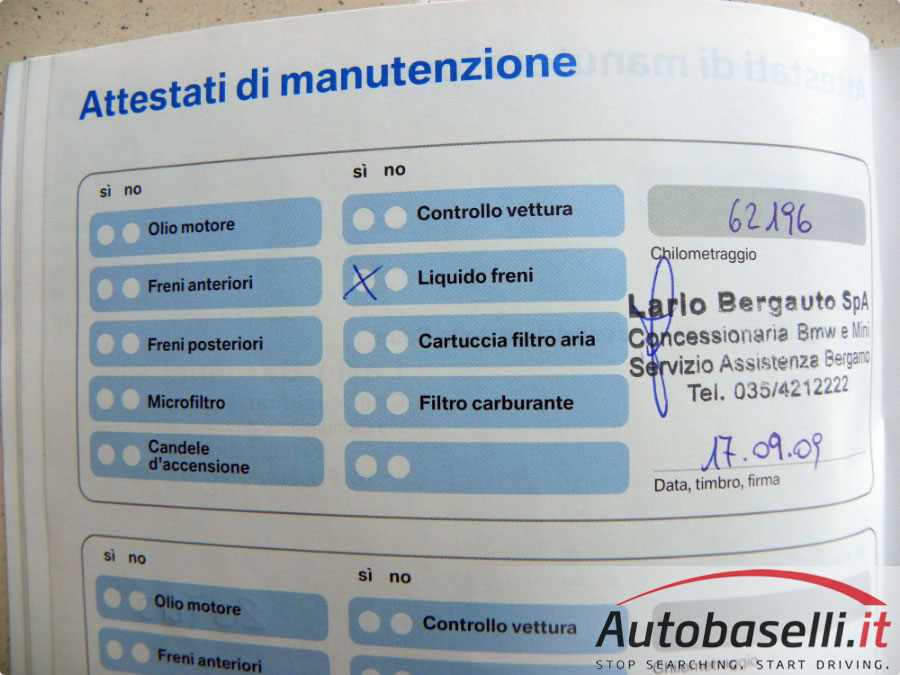 Attestati di manutenzione
sì no
Olio motore
Freni anteriori
Freni posteriori
Microfiltro
Candele
d'accensione
sì no
Controllo vettura
Liquido freni
Cartuccia filtro aria
Filtro carburante
62196
Chilometraggio
Lario Bergauto SpA
Concessionaria Bmw e Mini
Servizio Assistenza Bergamo
Tel. 035/4212222
17.09.09
Data, timbro, firma
sì no
Olio motore
Freni anteriori
sì no
Controllo vettura
Chilometraggio
Autobaselli.it
STOP SEARCHING. START DRIVING.